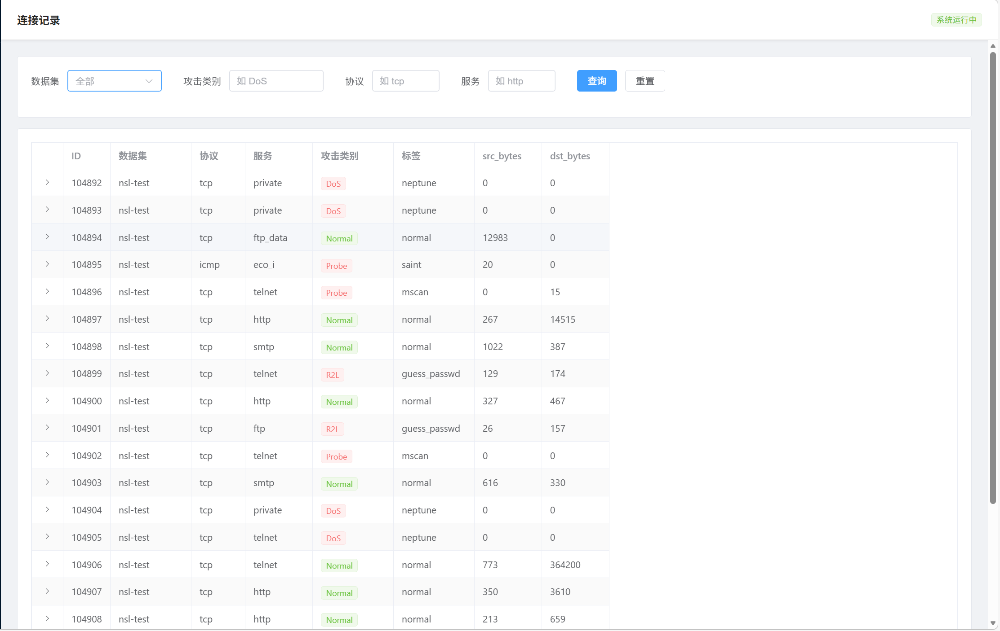 连接记录
系统运行中
数据集 全部 攻击类别 如 DoS 协议 如 tcp 服务 如 http 查询 重置
ID 数据集 协议 服务 攻击类别 标签 src_bytes dst_bytes
104892 nsl-test tcp private DoS neptune 0 0
104893 nsl-test tcp private DoS neptune 0 0
104894 nsl-test tcp ftp_data Normal normal 12983 0
104895 nsl-test icmp eco_i Probe saint 20 0
104896 nsl-test tcp telnet Probe mscan 0 15
104897 nsl-test tcp http Normal normal 267 14515
104898 nsl-test tcp smtp Normal normal 1022 387
104899 nsl-test tcp telnet R2L guess_passwd 129 174
104900 nsl-test tcp http Normal normal 327 467
104901 nsl-test tcp ftp R2L guess_passwd 26 157
104902 nsl-test tcp telnet Probe mscan 0 0
104903 nsl-test tcp smtp Normal normal 616 330
104904 nsl-test tcp private DoS neptune 0 0
104905 nsl-test tcp telnet DoS neptune 0 0
104906 nsl-test tcp telnet Normal normal 773 364200
104907 nsl-test tcp http Normal normal 350 3610
104908 nsl-test tcp http Normal normal 213 659